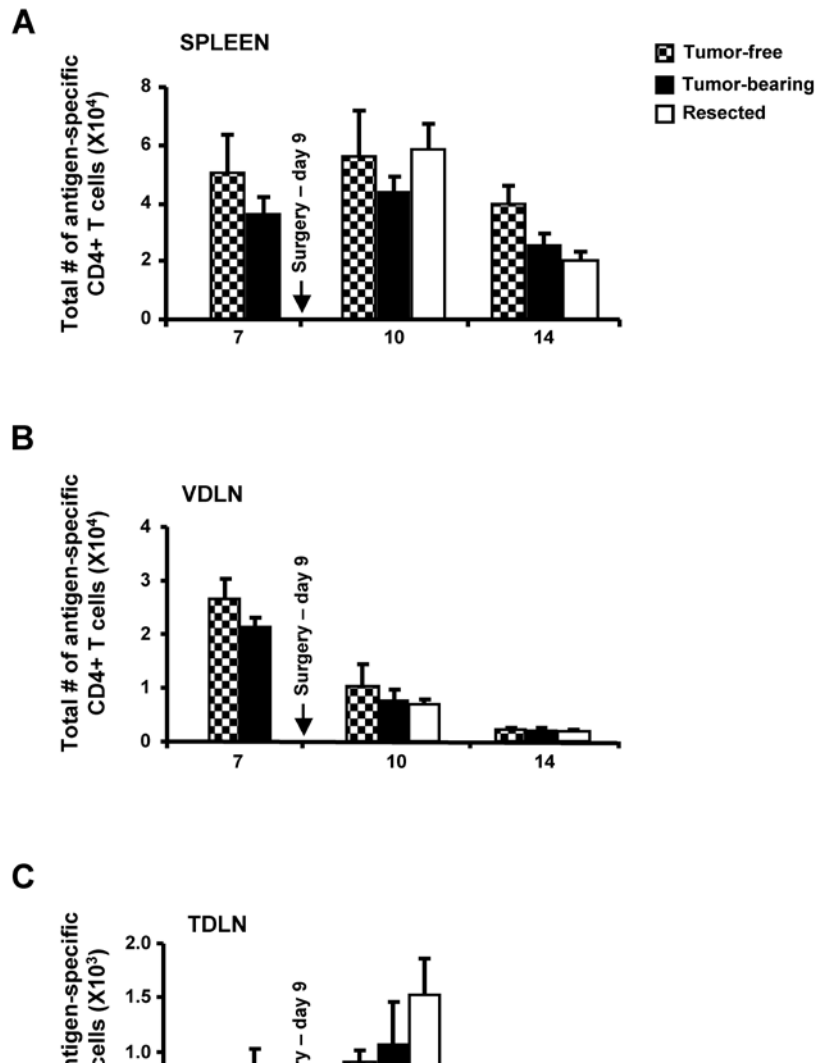 A
SPLEEN
Tumor-free
Tumor-bearing
Resected
Total # of antigen-specific
CD4+ T cells (X10⁴)
8
6
4
2
0
Surgery – day 9
7
10
14
B
VDLN
Total # of antigen-specific
CD4+ T cells (X10⁴)
4
3
2
1
0
Surgery – day 9
7
10
14
C
TDLN
cells (X10³)
2.0
1.5
1.0
day 9